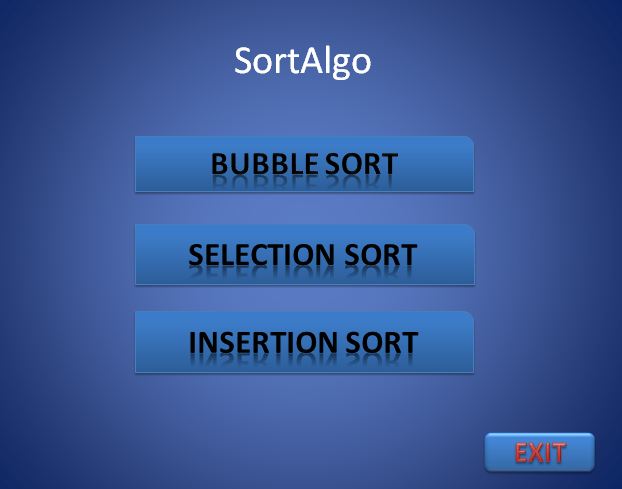 SortAlgo
BUBBLE SORT
SELECTION SORT
INSERTION SORT
EXIT